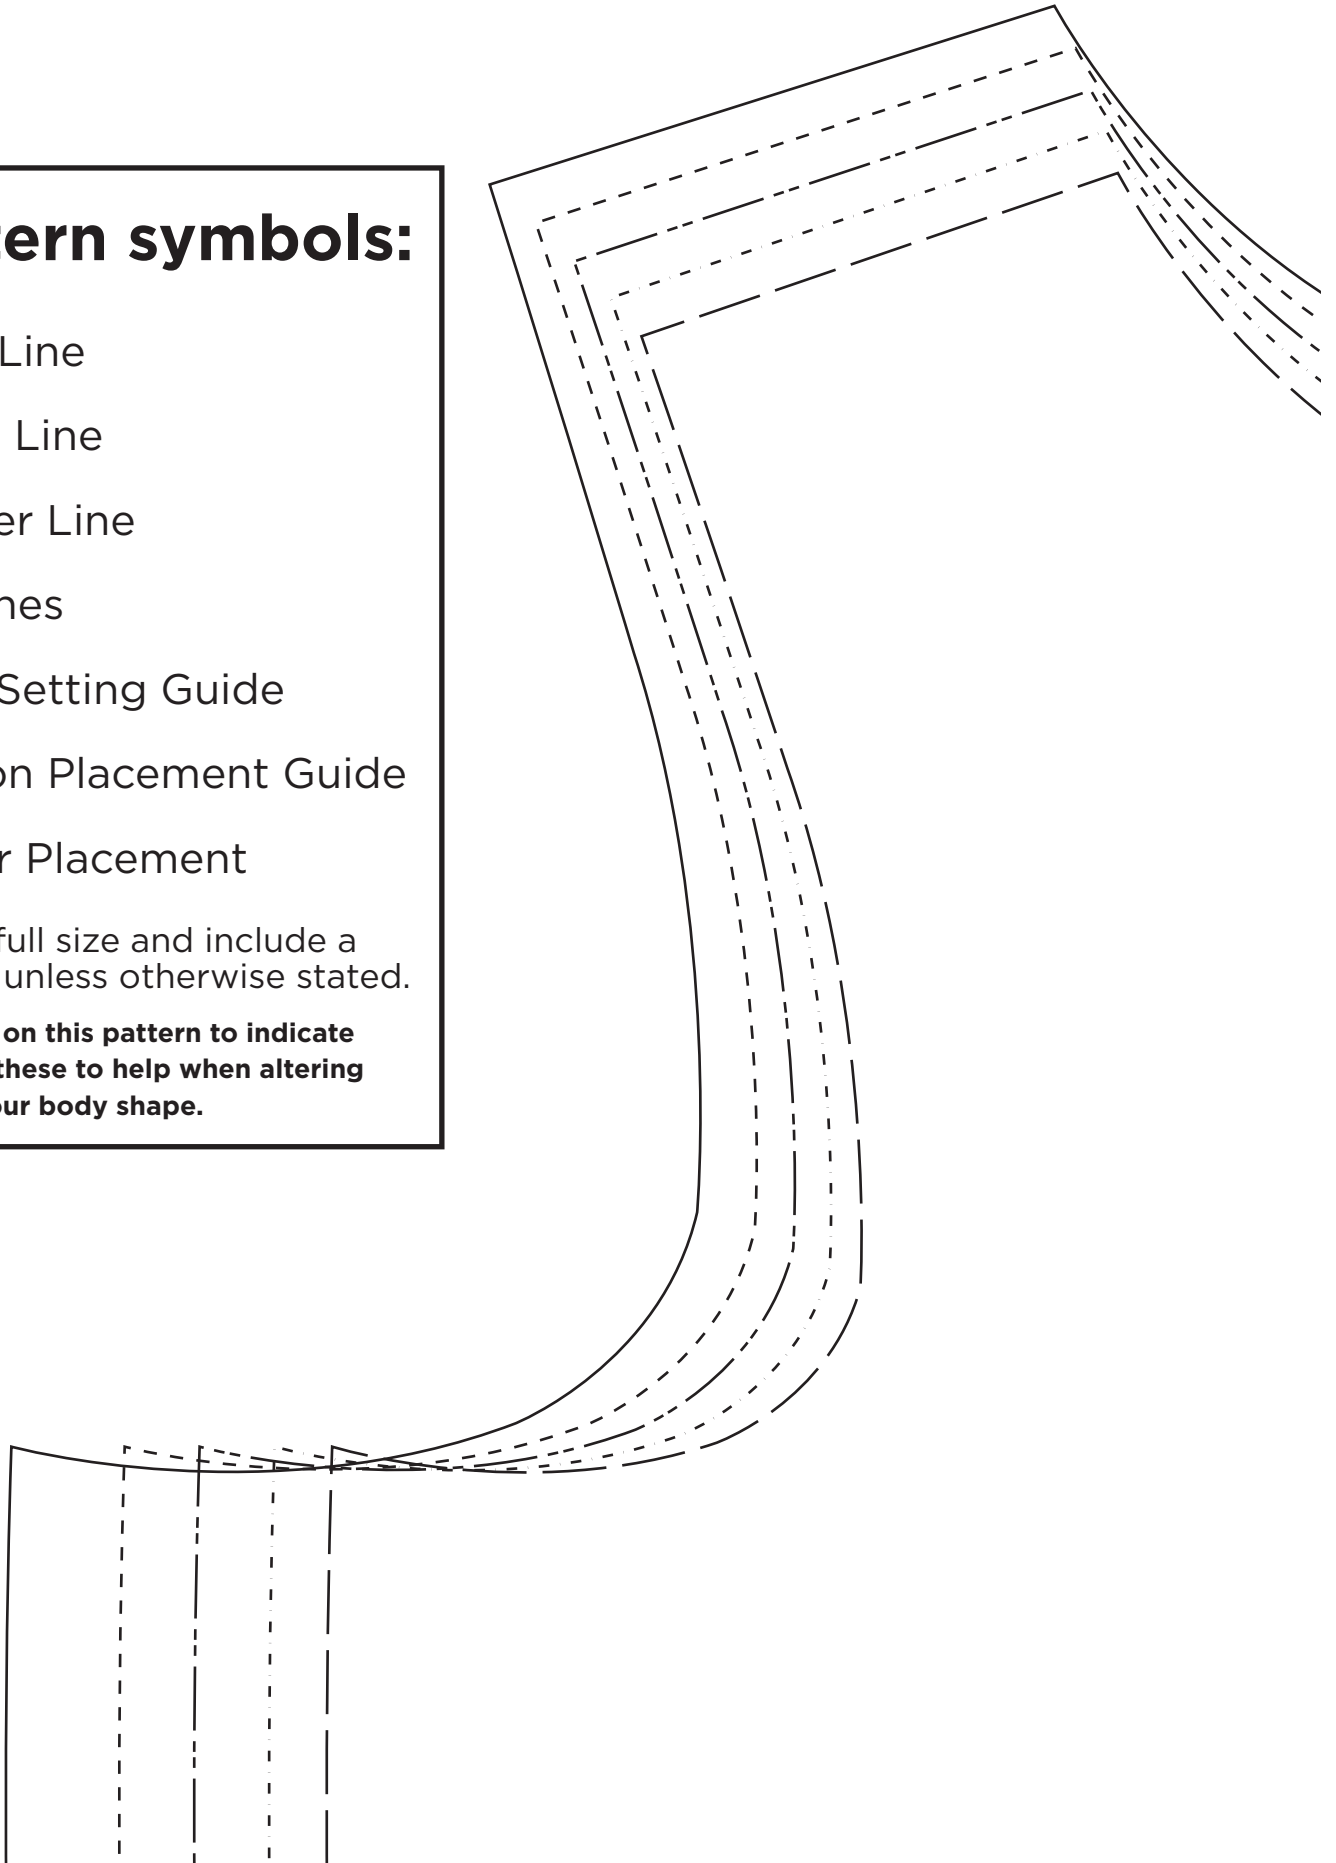 ern symbols:
Line
Line
er Line
nes
Setting Guide
on Placement Guide
r Placement
full size and include a
unless otherwise stated.
on this pattern to indicate
these to help when altering
our body shape.